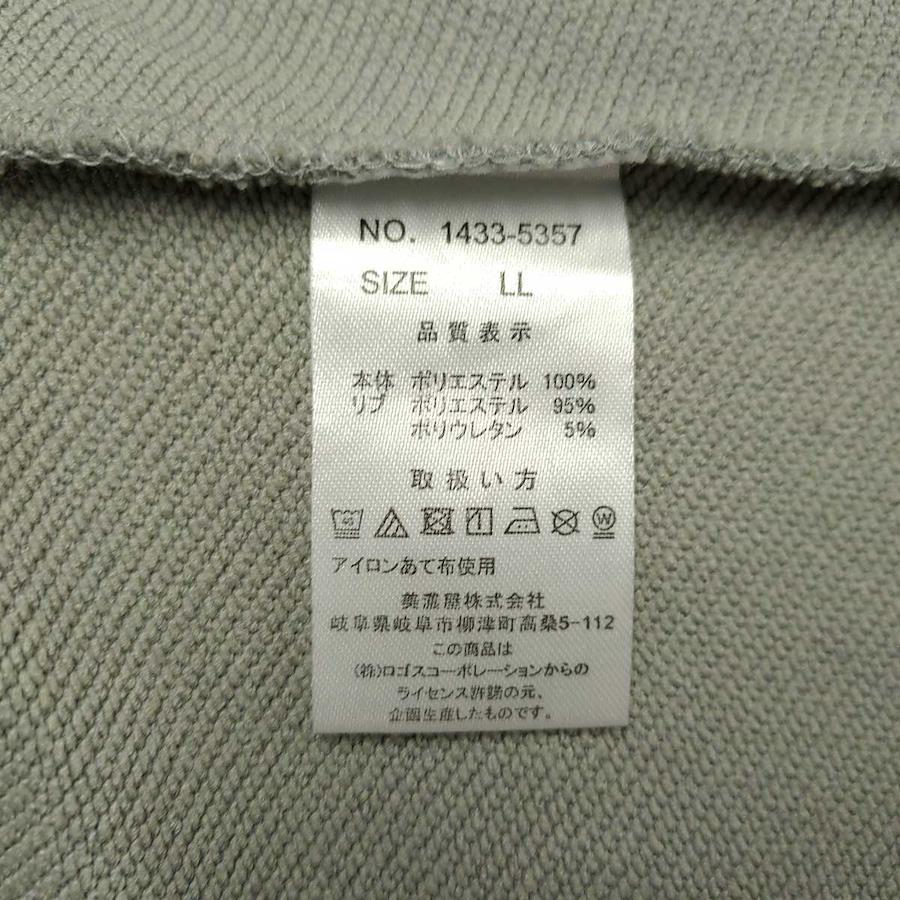 NO. 1433-5357
SIZE LL
品質表示
本体 ポリエステル 100%
リブ ポリエステル 95%
ポリウレタン 5%
取扱い方
40 W
アイロンあて布使用
美濃屋株式会社
岐阜県岐阜市柳津町高桑5-112
この商品は
(株)ロゴスコーポレーションからの
ライセンス許諾の元、
企画生産したものです。